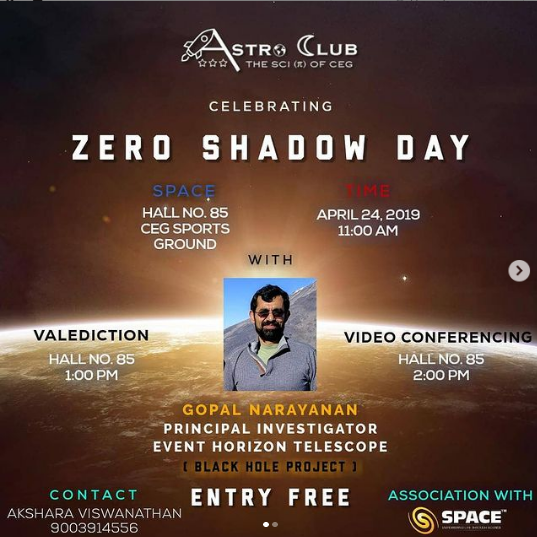 ASTRO CLUB
THE SCI (π) OF CEG
CELEBRATING
ZERO SHADOW DAY
SPACE
HALL NO. 85
CEG SPORTS
GROUND
TIME
APRIL 24, 2019
11:00 AM
WITH
VALEDICTION
HALL NO. 85
1:00 PM
VIDEO CONFERENCING
HALL NO. 85
2:00 PM
GOPAL NARAYANAN
PRINCIPAL INVESTIGATOR
EVENT HORIZON TELESCOPE
( BLACK HOLE PROJECT )
ENTRY FREE
CONTACT
AKSHARA VISWANATHAN
9003914556
ASSOCIATION WITH
SPACE™